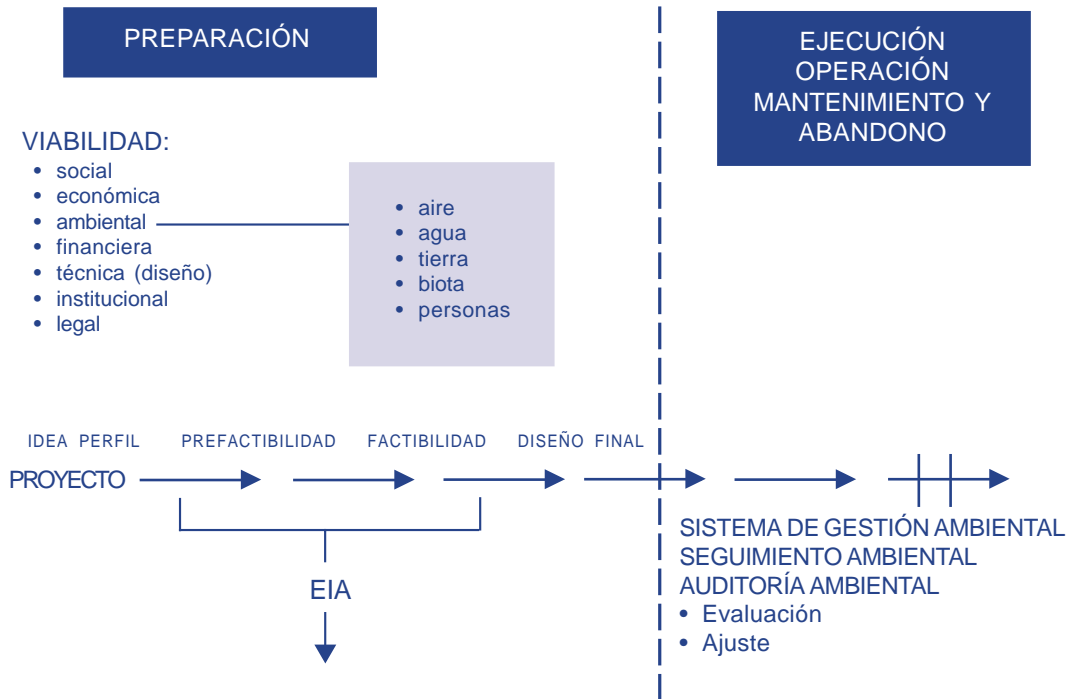 PREPARACIÓN
EJECUCIÓN
OPERACIÓN
MANTENIMIENTO Y
ABANDONO
VIABILIDAD:
• social
• económica
• ambiental
• financiera
• técnica (diseño)
• institucional
• legal
• aire
• agua
• tierra
• biota
• personas
IDEA PERFIL PREFACTIBILIDAD FACTIBILIDAD DISEÑO FINAL
PROYECTO
EIA
SISTEMA DE GESTIÓN AMBIENTAL
SEGUIMIENTO AMBIENTAL
AUDITORÍA AMBIENTAL
• Evaluación
• Ajuste